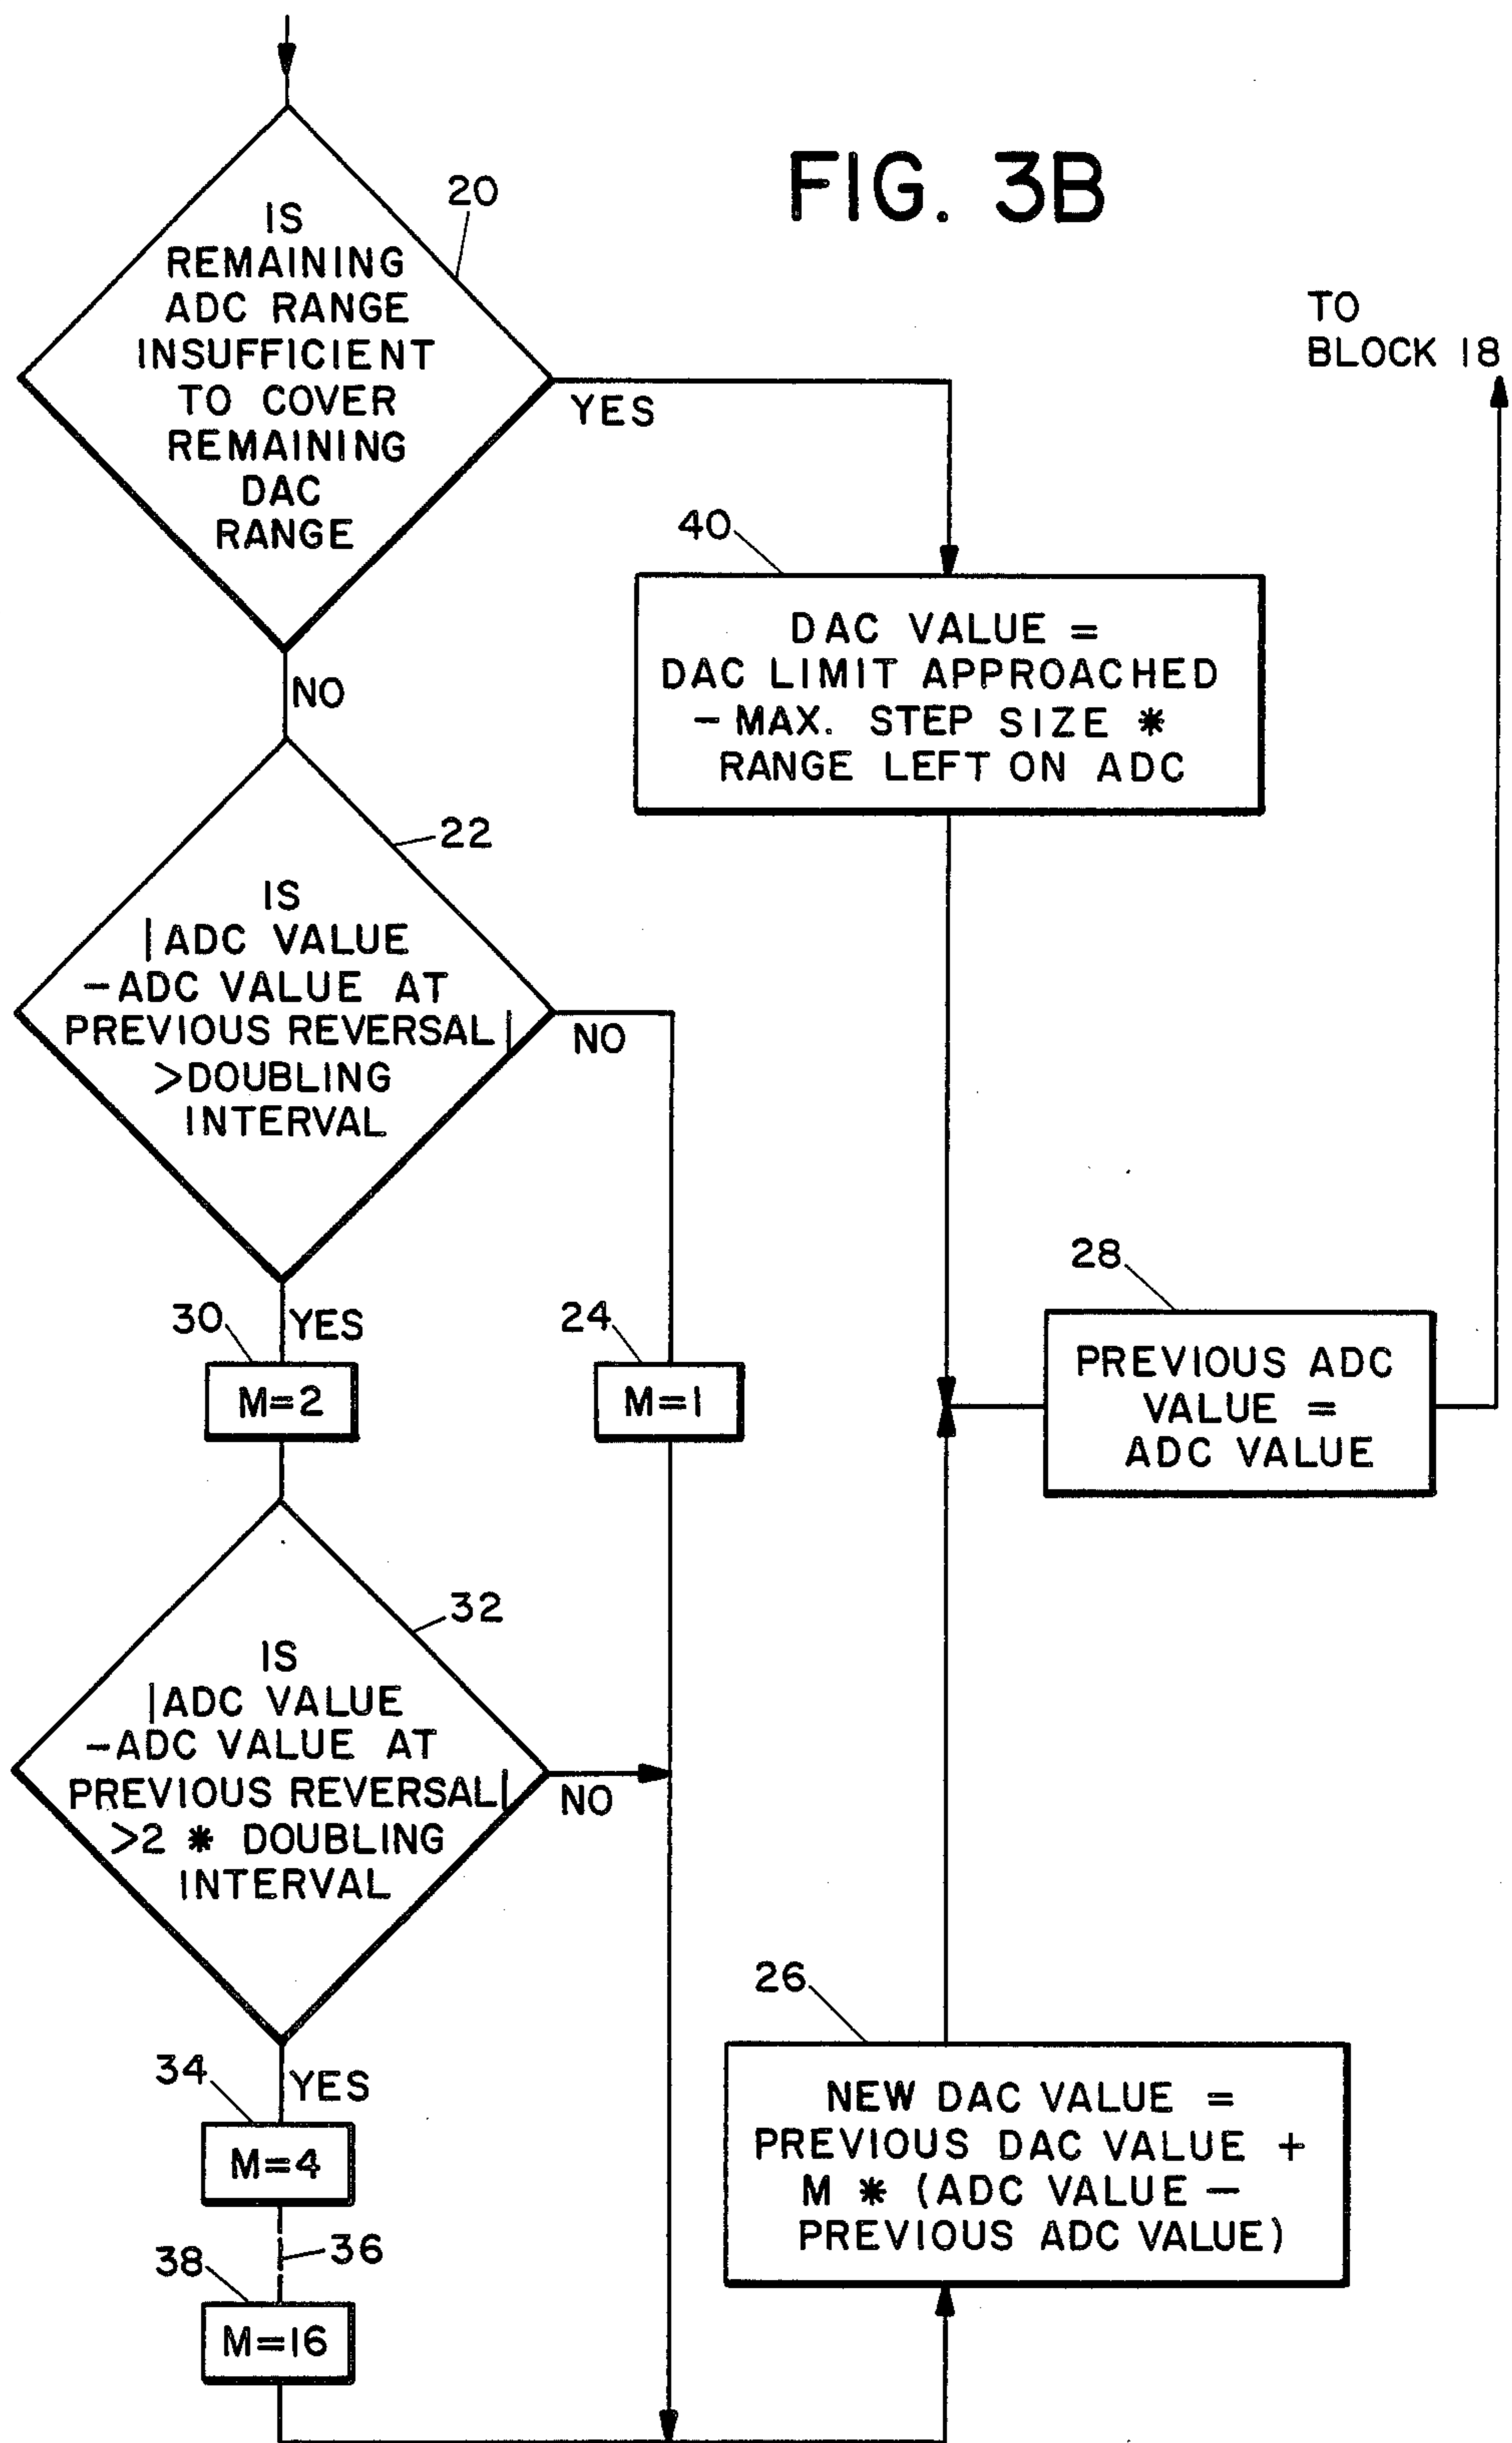 FIG. 3B
20
IS
REMAINING
ADC RANGE
INSUFFICIENT
TO COVER
REMAINING
DAC
RANGE
YES
NO
TO
BLOCK 18
40
DAC VALUE =
DAC LIMIT APPROACHED
- MAX. STEP SIZE *
RANGE LEFT ON ADC
22
IS
|ADC VALUE
-ADC VALUE AT
PREVIOUS REVERSAL|
>DOUBLING
INTERVAL
NO
YES
30
M=2
24
M=1
28
PREVIOUS ADC
VALUE =
ADC VALUE
32
IS
|ADC VALUE
-ADC VALUE AT
PREVIOUS REVERSAL|
>2 * DOUBLING
INTERVAL
NO
YES
34
M=4
36
38
M=16
26
NEW DAC VALUE =
PREVIOUS DAC VALUE +
M * (ADC VALUE -
PREVIOUS ADC VALUE)